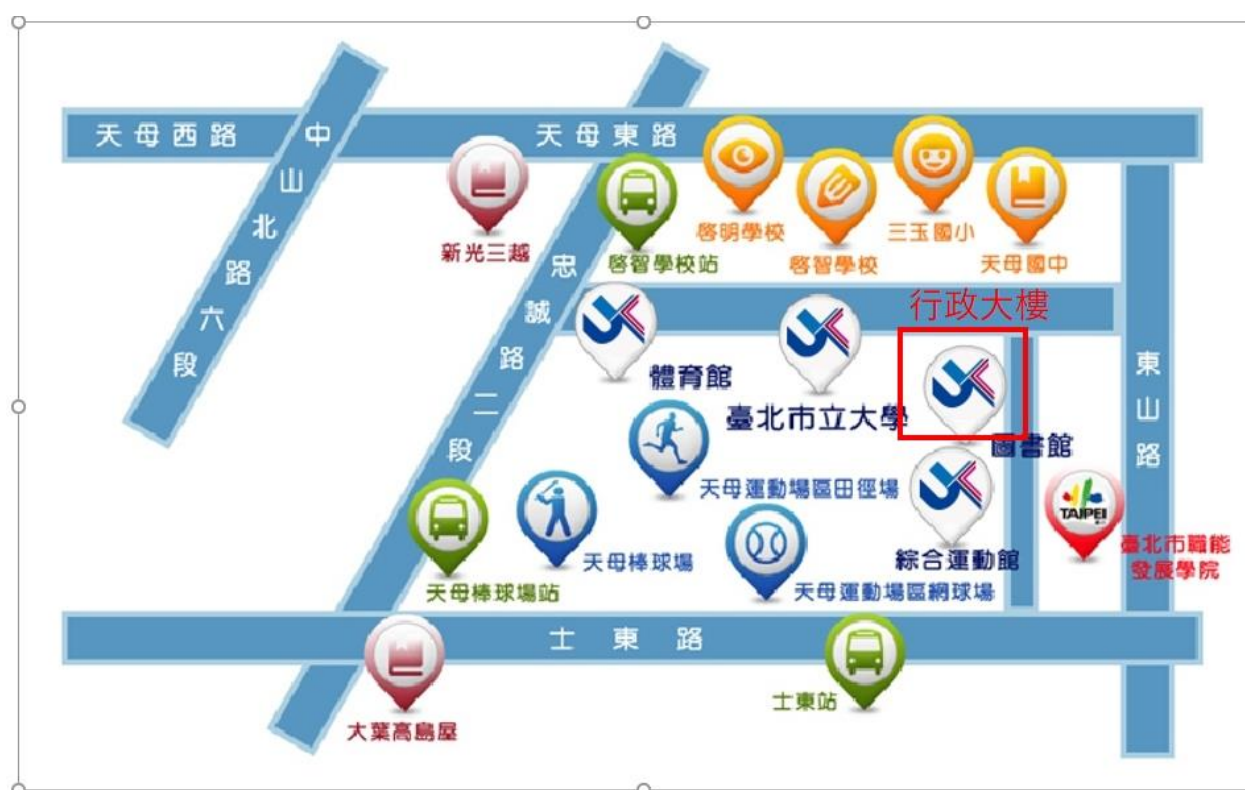 天母西路
中山北路六段
天母東路
新光三越
啓智學校站
啓明學校
啓智學校
三玉國小
天母國中
忠誠路二段
行政大樓
體育館
臺北市立大學
圖書館
東山路
天母運動場區田徑場
TAIPEI
天母棒球場
綜合運動館
臺北市職能
發展學院
天母棒球場站
天母運動場區網球場
士東路
士東站
大葉高島屋